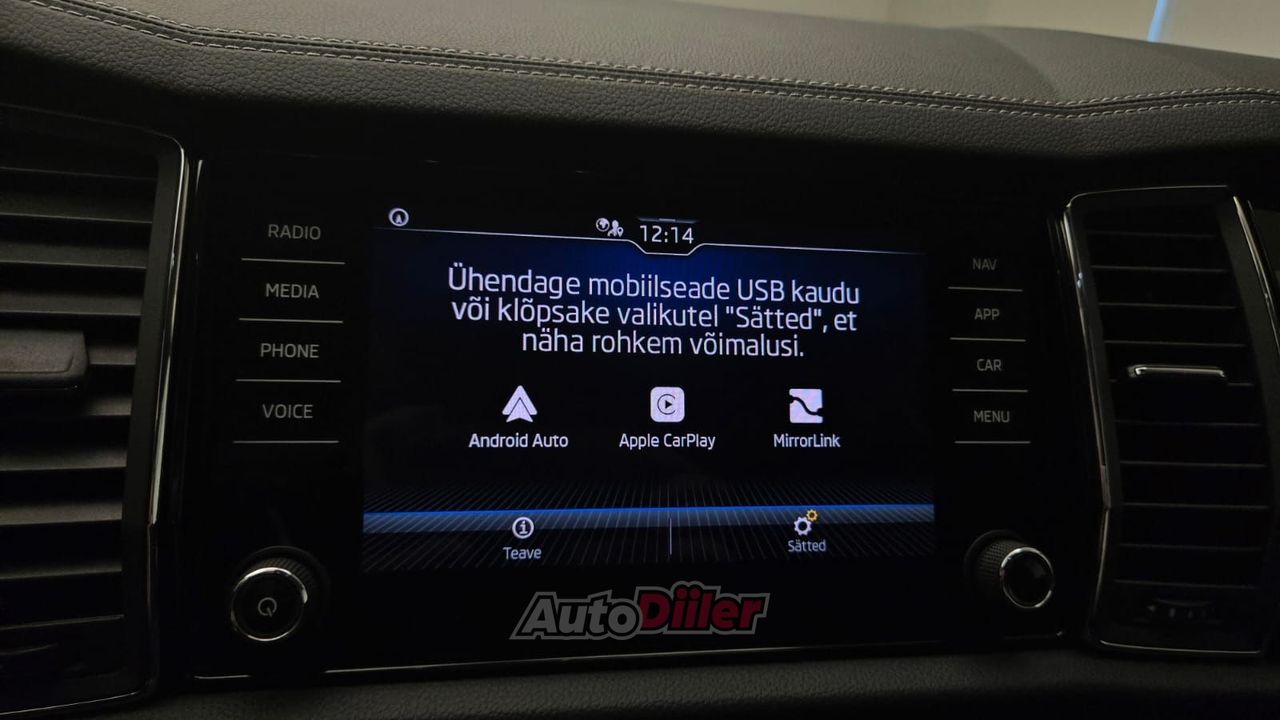 RADIO
MEDIA
PHONE
VOICE
12:14
Ühendage mobiilseade USB kaudu
või klõpsake valikutel "Sätted", et
näha rohkem võimalusi.
Android Auto
Apple CarPlay
MirrorLink
Teave
Sätted
NAV
APP
CAR
MENU
AutoDiiler